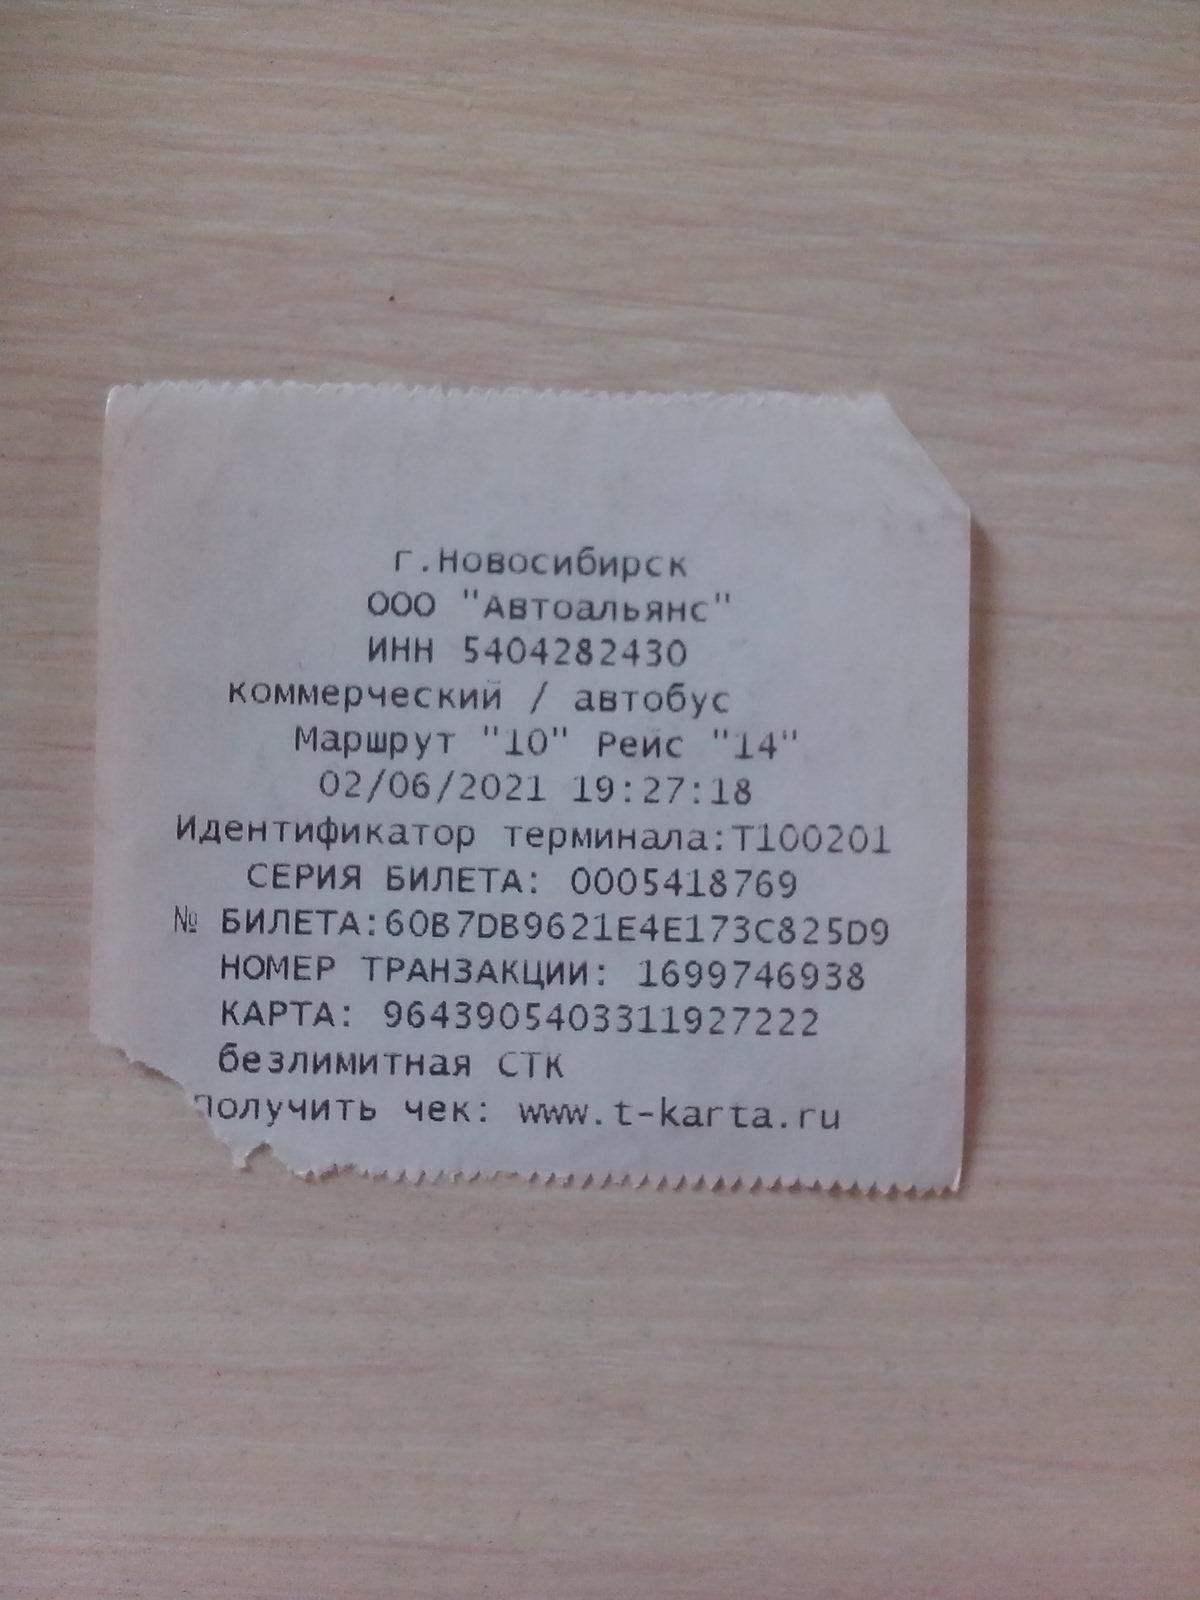 г.Новосибирск
ООО "Автоальянс"
ИНН 5404282430
коммерческий / автобус
Маршрут "10" Рейс "14"
02/06/2021 19:27:18
Идентификатор терминала:T100201
СЕРИЯ БИЛЕТА: 0005418769
№ БИЛЕТА:60B7DB9621E4E173C825D9
НОМЕР ТРАНЗАКЦИИ: 1699746938
КАРТА: 9643905403311927222
безлимитная СТК
Получить чек: www.t-karta.ru